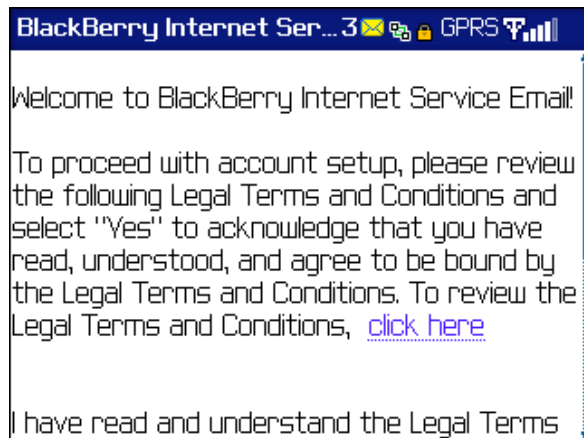 BlackBerry Internet Ser... 3 GPRS
Welcome to BlackBerry Internet Service Email!
To proceed with account setup, please review
the following Legal Terms and Conditions and
select "Yes" to acknowledge that you have
read, understood, and agree to be bound by
the Legal Terms and Conditions. To review the
Legal Terms and Conditions, click here
I have read and understand the Legal Terms